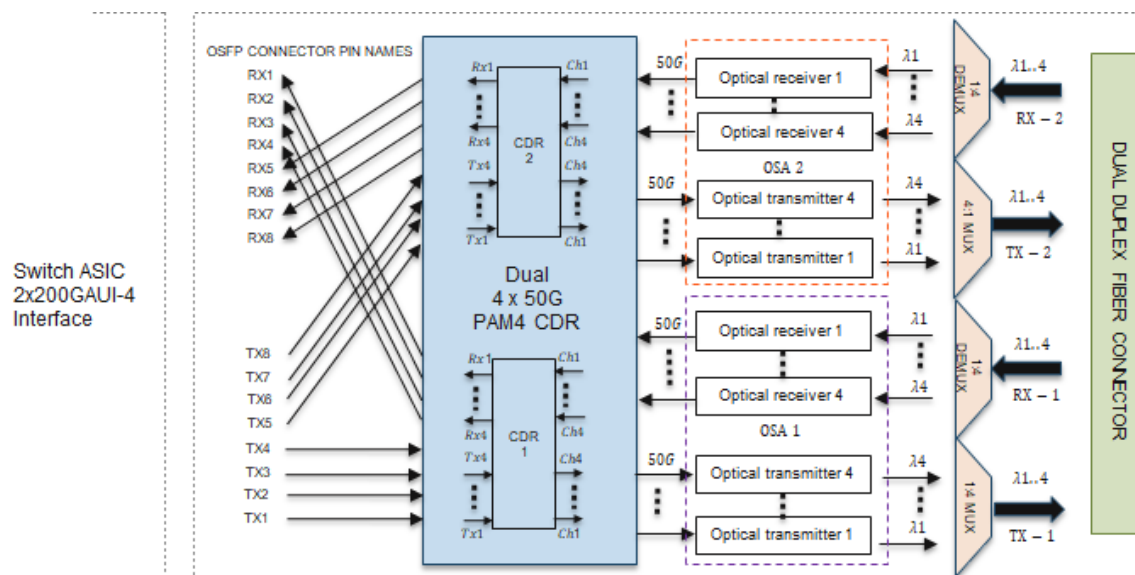 OSFP CONNECTOR PIN NAMES
RX1
RX2
RX3
RX4
RX5
RX6
RX7
RX8
Switch ASIC
2x200GAUI-4
Interface
TX8
TX7
TX6
TX5
TX4
TX3
TX2
TX1
Rx1
Ch1
Rx4
Ch4
CDR
2
Tx4
Ch4
Tx1
Ch1
Dual
4 x 50G
PAM4 CDR
Rx1
Ch1
Rx4
Ch4
CDR
1
Tx4
Ch4
Tx1
Ch1
50G
Optical receiver 1
λ1
Optical receiver 4
λ4
OSA 2
50G
Optical transmitter 4
λ4
Optical transmitter 1
λ1
50G
Optical receiver 1
λ1
Optical receiver 4
λ4
OSA 1
50G
Optical transmitter 4
λ4
Optical transmitter 1
λ1
1:4
DEMUX
λ1..4
RX – 2
4:1 MUX
λ1..4
TX – 2
1:4
DEMUX
λ1..4
RX – 1
1:4 MUX
λ1..4
TX – 1
DUAL DUPLEX FIBER CONNECTOR